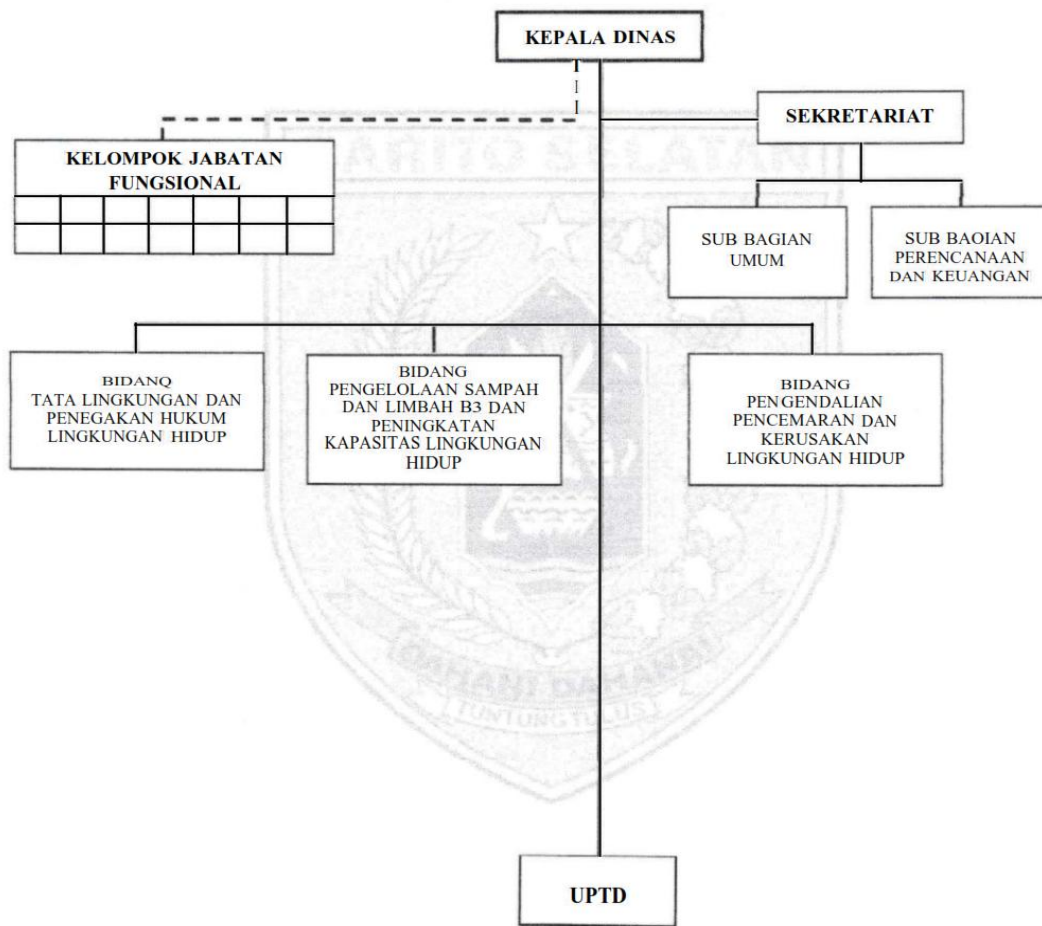 KEPALA DINAS
SEKRETARIAT
KELOMPOK JABATAN
FUNGSIONAL
SUB BAGIAN
UMUM
SUB BAOIAN
PERENCANAAN
DAN KEUANGAN
BIDANQ
TATA LINGKUNGAN DAN
PENEGAKAN HUKUM
LINGKUNGAN HIDUP
BIDANG
PENGELOLAAN SAMPAH
DAN LIMBAH B3 DAN
PENINGKATAN
KAPASITAS LINGKUNGAN
HIDUP
BIDANG
PENGENDALIAN
PENCEMARAN DAN
KERUSAKAN
LINGKUNGAN HIDUP
TUNTUNG TULUS
UPTD